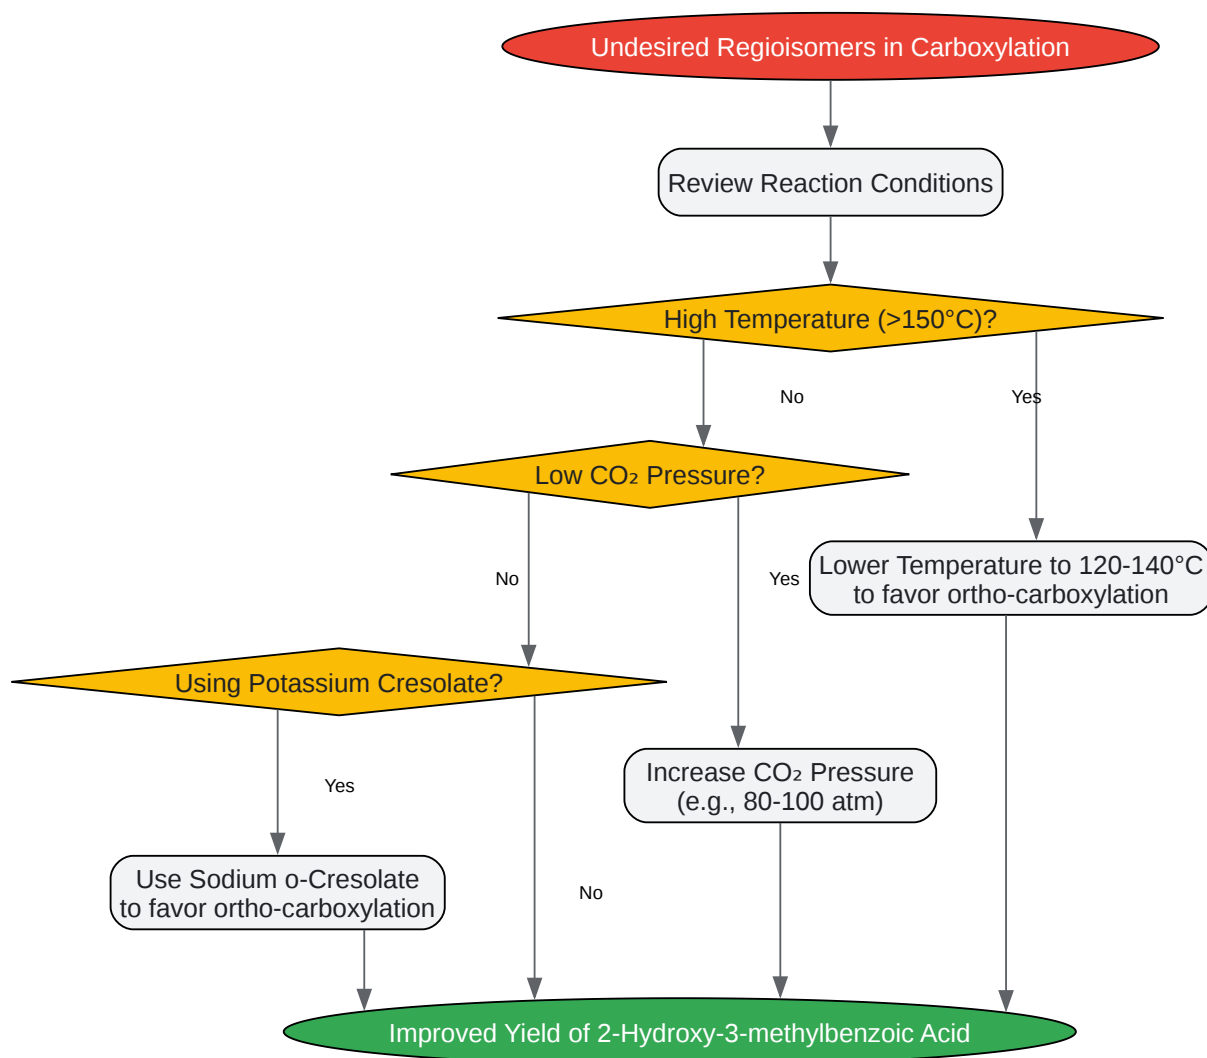 Undesired Regioisomers in Carboxylation
Review Reaction Conditions
High Temperature (>150°C)?
No
Yes
Low CO₂ Pressure?
No
Yes
Lower Temperature to 120-140°C
to favor ortho-carboxylation
Using Potassium Cresolate?
Yes
Increase CO₂ Pressure
(e.g., 80-100 atm)
Use Sodium o-Cresolate
to favor ortho-carboxylation
No
Improved Yield of 2-Hydroxy-3-methylbenzoic Acid